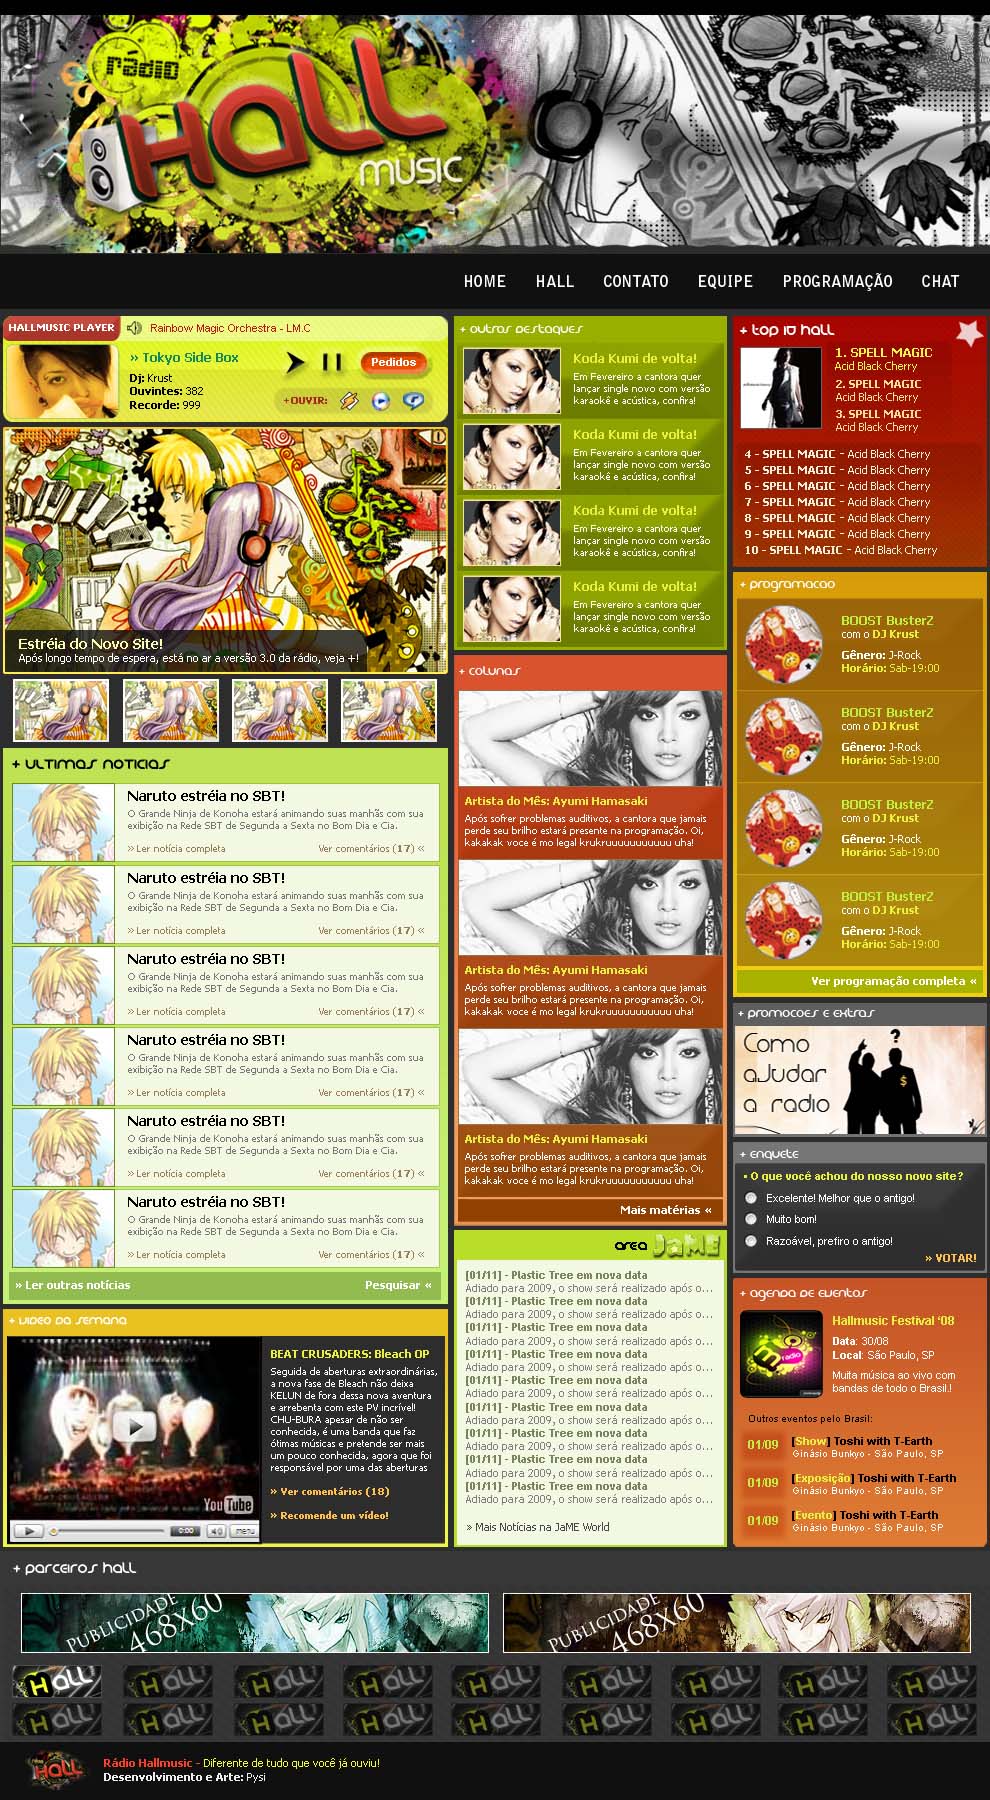 RADIO
HALL
MUSIC
HOME HALL CONTATO EQUIPE PROGRAMAÇÃO CHAT
HALLMUSIC PLAYER
Rainbow Magic Orchestra - LM.C
» Tokyo Side Box
Dj: Krust
Ouvintes: 382
Recorde: 999
Pedidos
+OUVIR:
Estréia do Novo Site!
Após longo tempo de espera, está no ar a versão 3.0 da rádio, veja +!
+ ULTIMAS NOTICIAS
Naruto estréia no SBT!
O Grande Ninja de Konoha estará animando suas manhãs com sua
exibição na Rede SBT de Segunda a Sexta no Bom Dia e Cia.
» Ler notícia completa Ver comentários (17) «
Naruto estréia no SBT!
O Grande Ninja de Konoha estará animando suas manhãs com sua
exibição na Rede SBT de Segunda a Sexta no Bom Dia e Cia.
» Ler notícia completa Ver comentários (17) «
Naruto estréia no SBT!
O Grande Ninja de Konoha estará animando suas manhãs com sua
exibição na Rede SBT de Segunda a Sexta no Bom Dia e Cia.
» Ler notícia completa Ver comentários (17) «
Naruto estréia no SBT!
O Grande Ninja de Konoha estará animando suas manhãs com sua
exibição na Rede SBT de Segunda a Sexta no Bom Dia e Cia.
» Ler notícia completa Ver comentários (17) «
Naruto estréia no SBT!
O Grande Ninja de Konoha estará animando suas manhãs com sua
exibição na Rede SBT de Segunda a Sexta no Bom Dia e Cia.
» Ler notícia completa Ver comentários (17) «
Naruto estréia no SBT!
O Grande Ninja de Konoha estará animando suas manhãs com sua
exibição na Rede SBT de Segunda a Sexta no Bom Dia e Cia.
» Ler notícia completa Ver comentários (17) «
» Ler outras notícias Pesquisar «
+ VIDEO DA SEMANA
BEAT CRUSADERS: Bleach OP
Seguida de aberturas extraordinárias,
a nova fase de Bleach não deixa
KELUN de fora dessa nova aventura
e arrebenta com este PV incrível!
CHU-BURA apesar de não ser
conhecida, é uma banda que faz
ótimas músicas e pretende ser mais
um pouco conhecida, agora que foi
responsável por uma das aberturas
» Ver comentários (18)
» Recomende um vídeo!
YouTube
0:00 menu
+ OUTROS DESTAQUES
Koda Kumi de volta!
Em Fevereiro a cantora quer
lançar single novo com versão
karaokê e acústica, confira!
Koda Kumi de volta!
Em Fevereiro a cantora quer
lançar single novo com versão
karaokê e acústica, confira!
Koda Kumi de volta!
Em Fevereiro a cantora quer
lançar single novo com versão
karaokê e acústica, confira!
Koda Kumi de volta!
Em Fevereiro a cantora quer
lançar single novo com versão
karaokê e acústica, confira!
+ COLUNAS
Artista do Mês: Ayumi Hamasaki
Após sofrer problemas auditivos, a cantora que jamais
perde seu brilho estará presente na programação. Oi,
kakakak voce é mo legal krukruuuuuuuuuuu uha!
Artista do Mês: Ayumi Hamasaki
Após sofrer problemas auditivos, a cantora que jamais
perde seu brilho estará presente na programação. Oi,
kakakak voce é mo legal krukruuuuuuuuuuu uha!
Artista do Mês: Ayumi Hamasaki
Após sofrer problemas auditivos, a cantora que jamais
perde seu brilho estará presente na programação. Oi,
kakakak voce é mo legal krukruuuuuuuuuuu uha!
Mais matérias «
AREA JaME
[01/11] - Plastic Tree em nova data
Adiado para 2009, o show será realizado após o...
[01/11] - Plastic Tree em nova data
Adiado para 2009, o show será realizado após o...
[01/11] - Plastic Tree em nova data
Adiado para 2009, o show será realizado após o...
[01/11] - Plastic Tree em nova data
Adiado para 2009, o show será realizado após o...
[01/11] - Plastic Tree em nova data
Adiado para 2009, o show será realizado após o...
[01/11] - Plastic Tree em nova data
Adiado para 2009, o show será realizado após o...
[01/11] - Plastic Tree em nova data
Adiado para 2009, o show será realizado após o...
[01/11] - Plastic Tree em nova data
Adiado para 2009, o show será realizado após o...
[01/11] - Plastic Tree em nova data
Adiado para 2009, o show será realizado após o...
» Mais Notícias na JaME World
+ TOP 10 HALL
1. SPELL MAGIC
Acid Black Cherry
2. SPELL MAGIC
Acid Black Cherry
3. SPELL MAGIC
Acid Black Cherry
4 - SPELL MAGIC - Acid Black Cherry
5 - SPELL MAGIC - Acid Black Cherry
6 - SPELL MAGIC - Acid Black Cherry
7 - SPELL MAGIC - Acid Black Cherry
8 - SPELL MAGIC - Acid Black Cherry
9 - SPELL MAGIC - Acid Black Cherry
10 - SPELL MAGIC - Acid Black Cherry
+ PROGRAMACAO
BOOST BusterZ
com o DJ Krust
Gênero: J-Rock
Horário: Sab-19:00
BOOST BusterZ
com o DJ Krust
Gênero: J-Rock
Horário: Sab-19:00
BOOST BusterZ
com o DJ Krust
Gênero: J-Rock
Horário: Sab-19:00
BOOST BusterZ
com o DJ Krust
Gênero: J-Rock
Horário: Sab-19:00
Ver programação completa «
+ PROMOCOES E EXTRAS
Como
ajudar
a radio
?
$
+ ENQUETE
• O que você achou do nosso novo site?
Excelente! Melhor que o antigo!
Muito bom!
Razoável, prefiro o antigo!
» VOTAR!
+ AGENDA DE EVENTOS
Hallmusic Festival '08
Data: 30/08
Local: São Paulo, SP
Muita música ao vivo com
bandas de todo o Brasil.!
Outros eventos pelo Brasil:
01/09 [Show] Toshi with T-Earth
Ginásio Bunkyo - São Paulo, SP
01/09 [Exposição] Toshi with T-Earth
Ginásio Bunkyo - São Paulo, SP
01/09 [Evento] Toshi with T-Earth
Ginásio Bunkyo - São Paulo, SP
+ PARCEIROS HALL
PUBLICIDADE
468X60
PUBLICIDADE
468X60
HALL HALL HALL HALL HALL HALL HALL HALL HALL
HALL HALL HALL HALL HALL HALL HALL HALL HALL
HALL
Rádio Hallmusic - Diferente de tudo que você já ouviu!
Desenvolvimento e Arte: Pysi